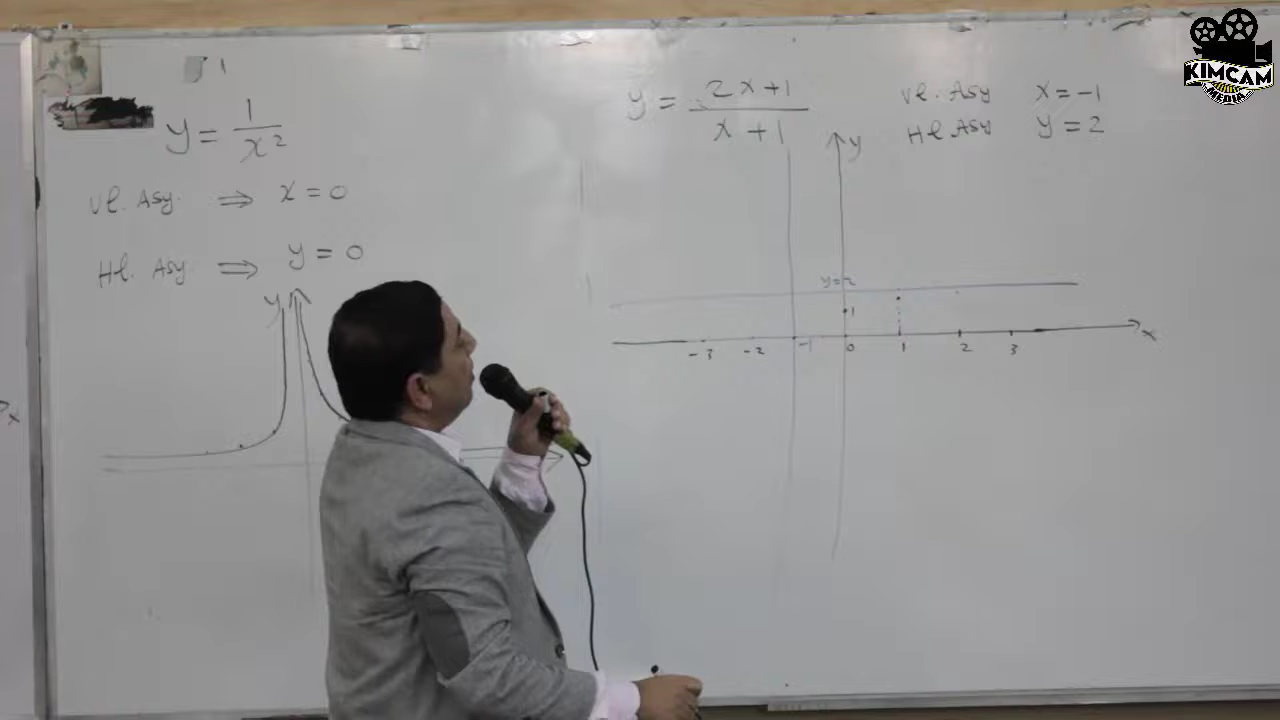 y = 1/x²
Vl. Asy. ⇒ x = 0
Hl. Asy ⇒ y = 0
y
x
y = 2x+1/x+1
Vl. Asy x = -1
Hl Asy y = 2
y
y=2
1
-3 -2 -1 0 1 2 3
x
KIMCAM
MEDIA